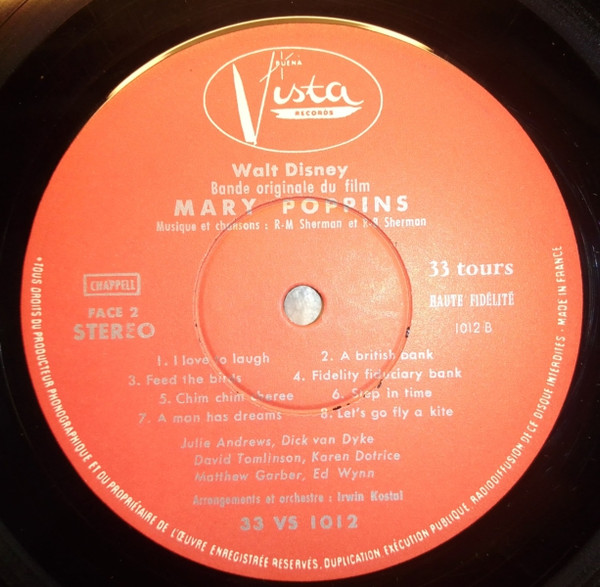 BUENA
Vista
RECORDS
Walt Disney
Bande originale du film
MARY POPPINS
Musique et chansons : R-M Sherman et R-B Sherman
CHAPPELL
FACE 2
STEREO
33 tours
HAUTE FIDÉLITÉ
1012 B
1. I love to laugh 2. A british bank
3. Feed the birds 4. Fidelity fiduciary bank
5. Chim chim cheree 6. Step in time
7. A man has dreams 8. Let's go fly a kite
Julie Andrews, Dick van Dyke
David Tomlinson, Karen Dotrice
Matthew Garber, Ed Wynn
Arrangements et orchestre : Irwin Kostal
33 VS 1012
• TOUS DROITS DU PRODUCTEUR PHONOGRAPHIQUE ET DU PROPRIÉTAIRE DE L'ŒUVRE ENREGISTRÉE RESERVÉS, DUPLICATION, EXÉCUTION PUBLIQUE, RADIODIFFUSION DE CE DISQUE INTERDITES - MADE IN FRANCE